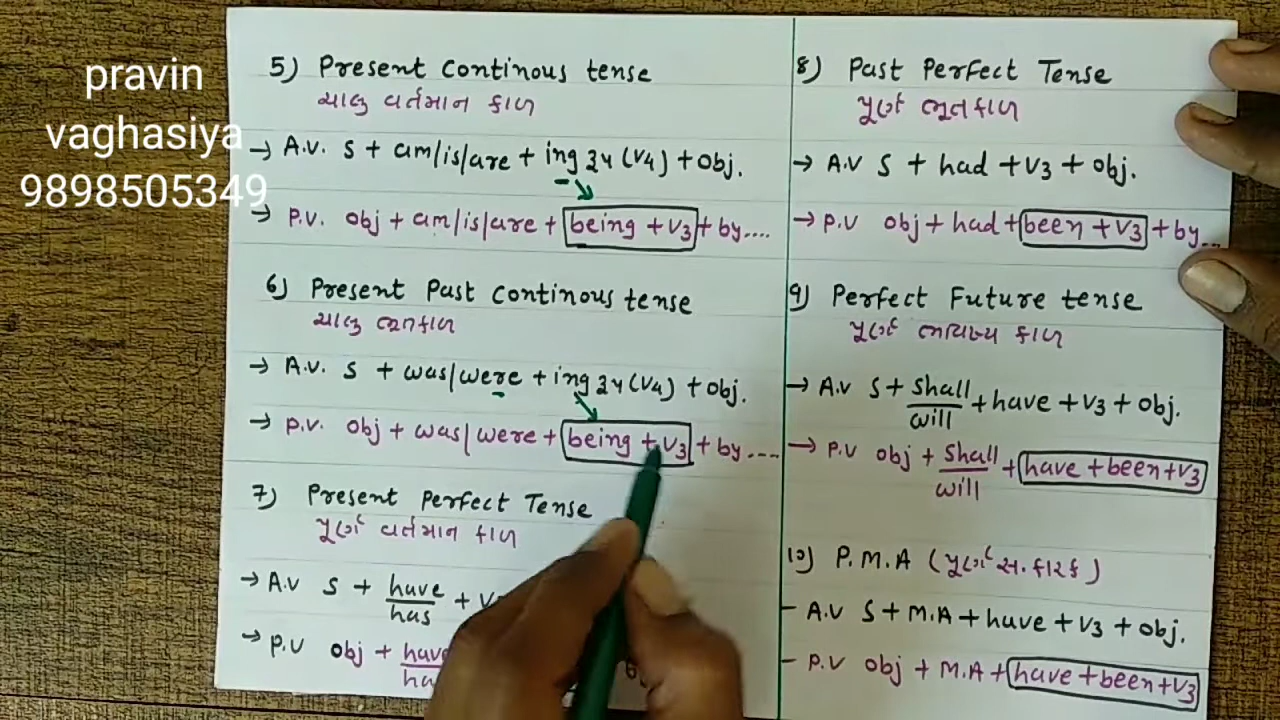 pravin
vaghasiya
9898505349
5) Present Continous tense
ચાલુ વર્તમાન કાળ
→ A.V. S + am/is/are + ing રૂપ (V4) + obj.
→ P.V. obj + am/is/are + being + V3 + by....
6) Present Past Continous tense
ચાલુ ભૂતકાળ
→ A.V. S + was/were + ing રૂપ (V4) + obj.
→ P.V. obj + was/were + being + V3 + by....
7) Present Perfect Tense
પૂર્ણ વર્તમાન કાળ
→ A.V S + have/has +
→ P.V obj +
8) Past Perfect Tense
પૂર્ણ ભૂતકાળ
→ A.V S + had + V3 + obj.
→ P.V obj + had + been + V3 + by...
9) Perfect Future tense
પૂર્ણ ભવિષ્ય કાળ
→ A.V S + shall/will + have + V3 + obj.
→ P.V obj + shall/will + have + been + V3
10) P.M.A (પૂર્ણ સ. કારક)
- A.V S + M.A + have + V3 + obj.
- P.V obj + M.A + have + been + V3